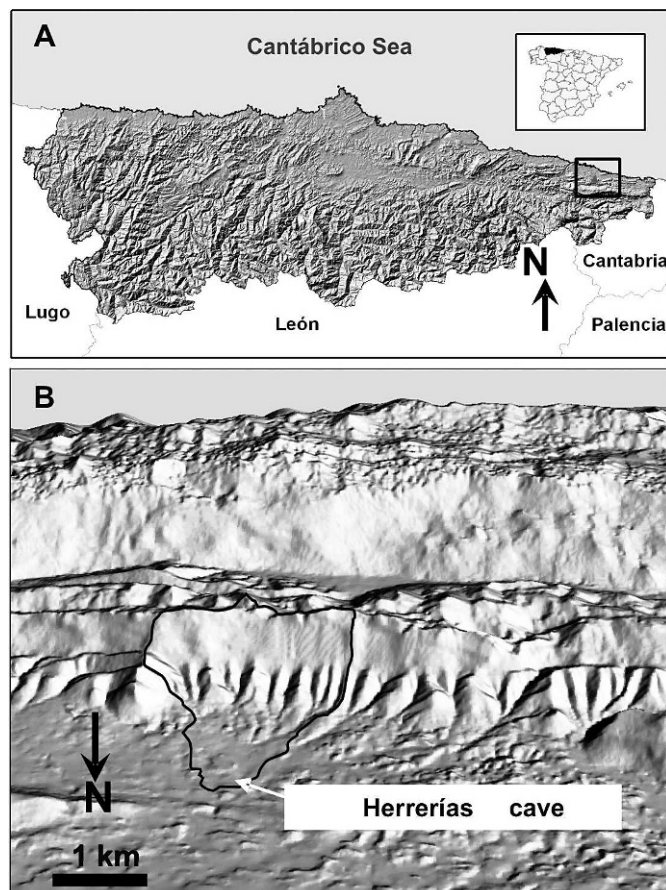 A
Cantábrico Sea
N
Cantabria
Lugo
León
Palencia
B
N
Herrerías cave
1 km